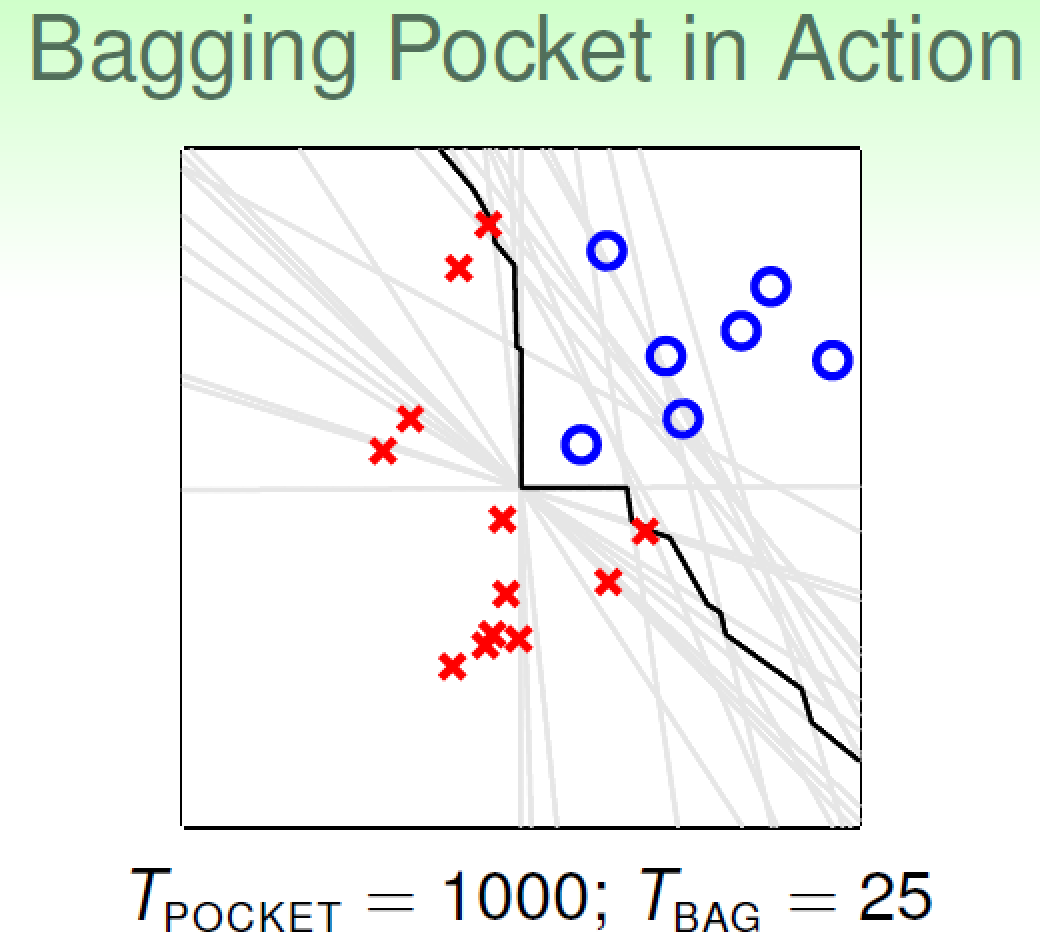 Bagging Pocket in Action
T_POCKET = 1000; T_BAG = 25